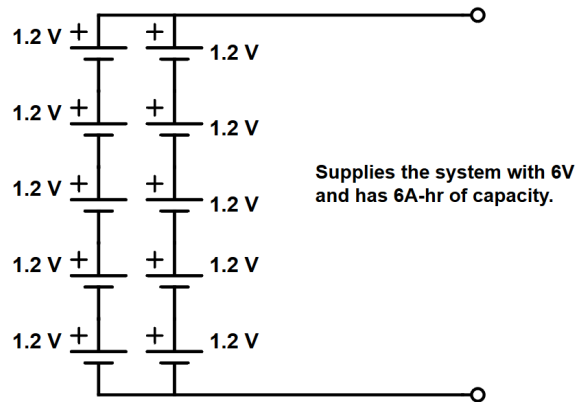 1.2 V + + 1.2 V
1.2 V + + 1.2 V
1.2 V + + 1.2 V
1.2 V + + 1.2 V
1.2 V + + 1.2 V
Supplies the system with 6V
and has 6A-hr of capacity.